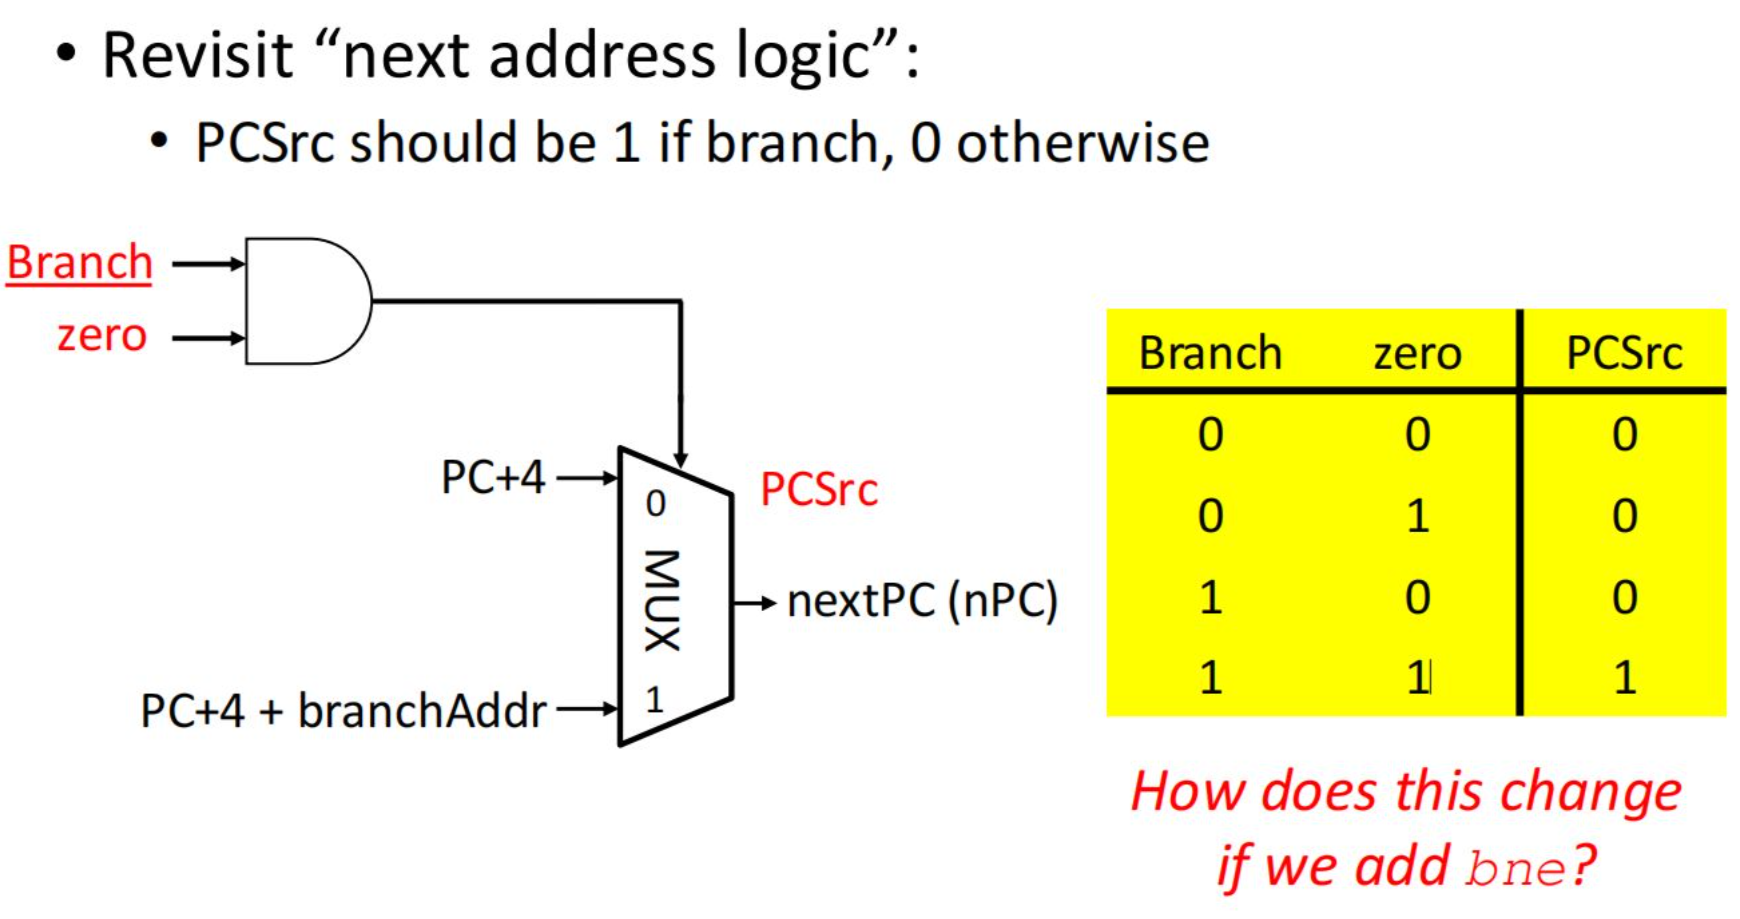 • Revisit “next address logic”:
• PCSrc should be 1 if branch, 0 otherwise
Branch
zero
PC+4
0
MUX
1
PCSrc
nextPC (nPC)
PC+4 + branchAddr
Branch zero PCSrc
0 0 0
0 1 0
1 0 0
1 1 1
How does this change
if we add bne?